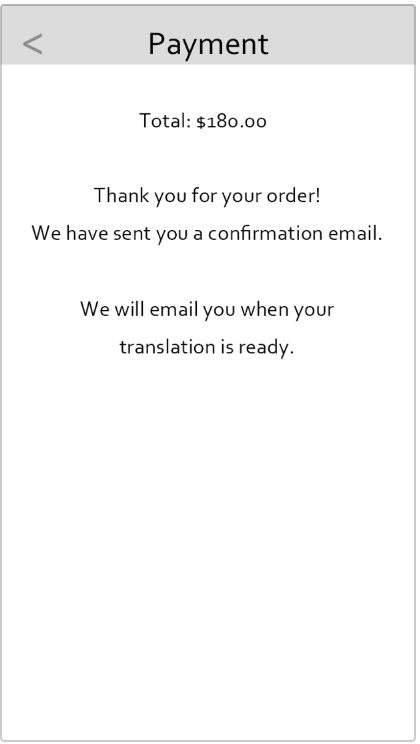 < Payment
Total: $180.00
Thank you for your order!
We have sent you a confirmation email.
We will email you when your
translation is ready.